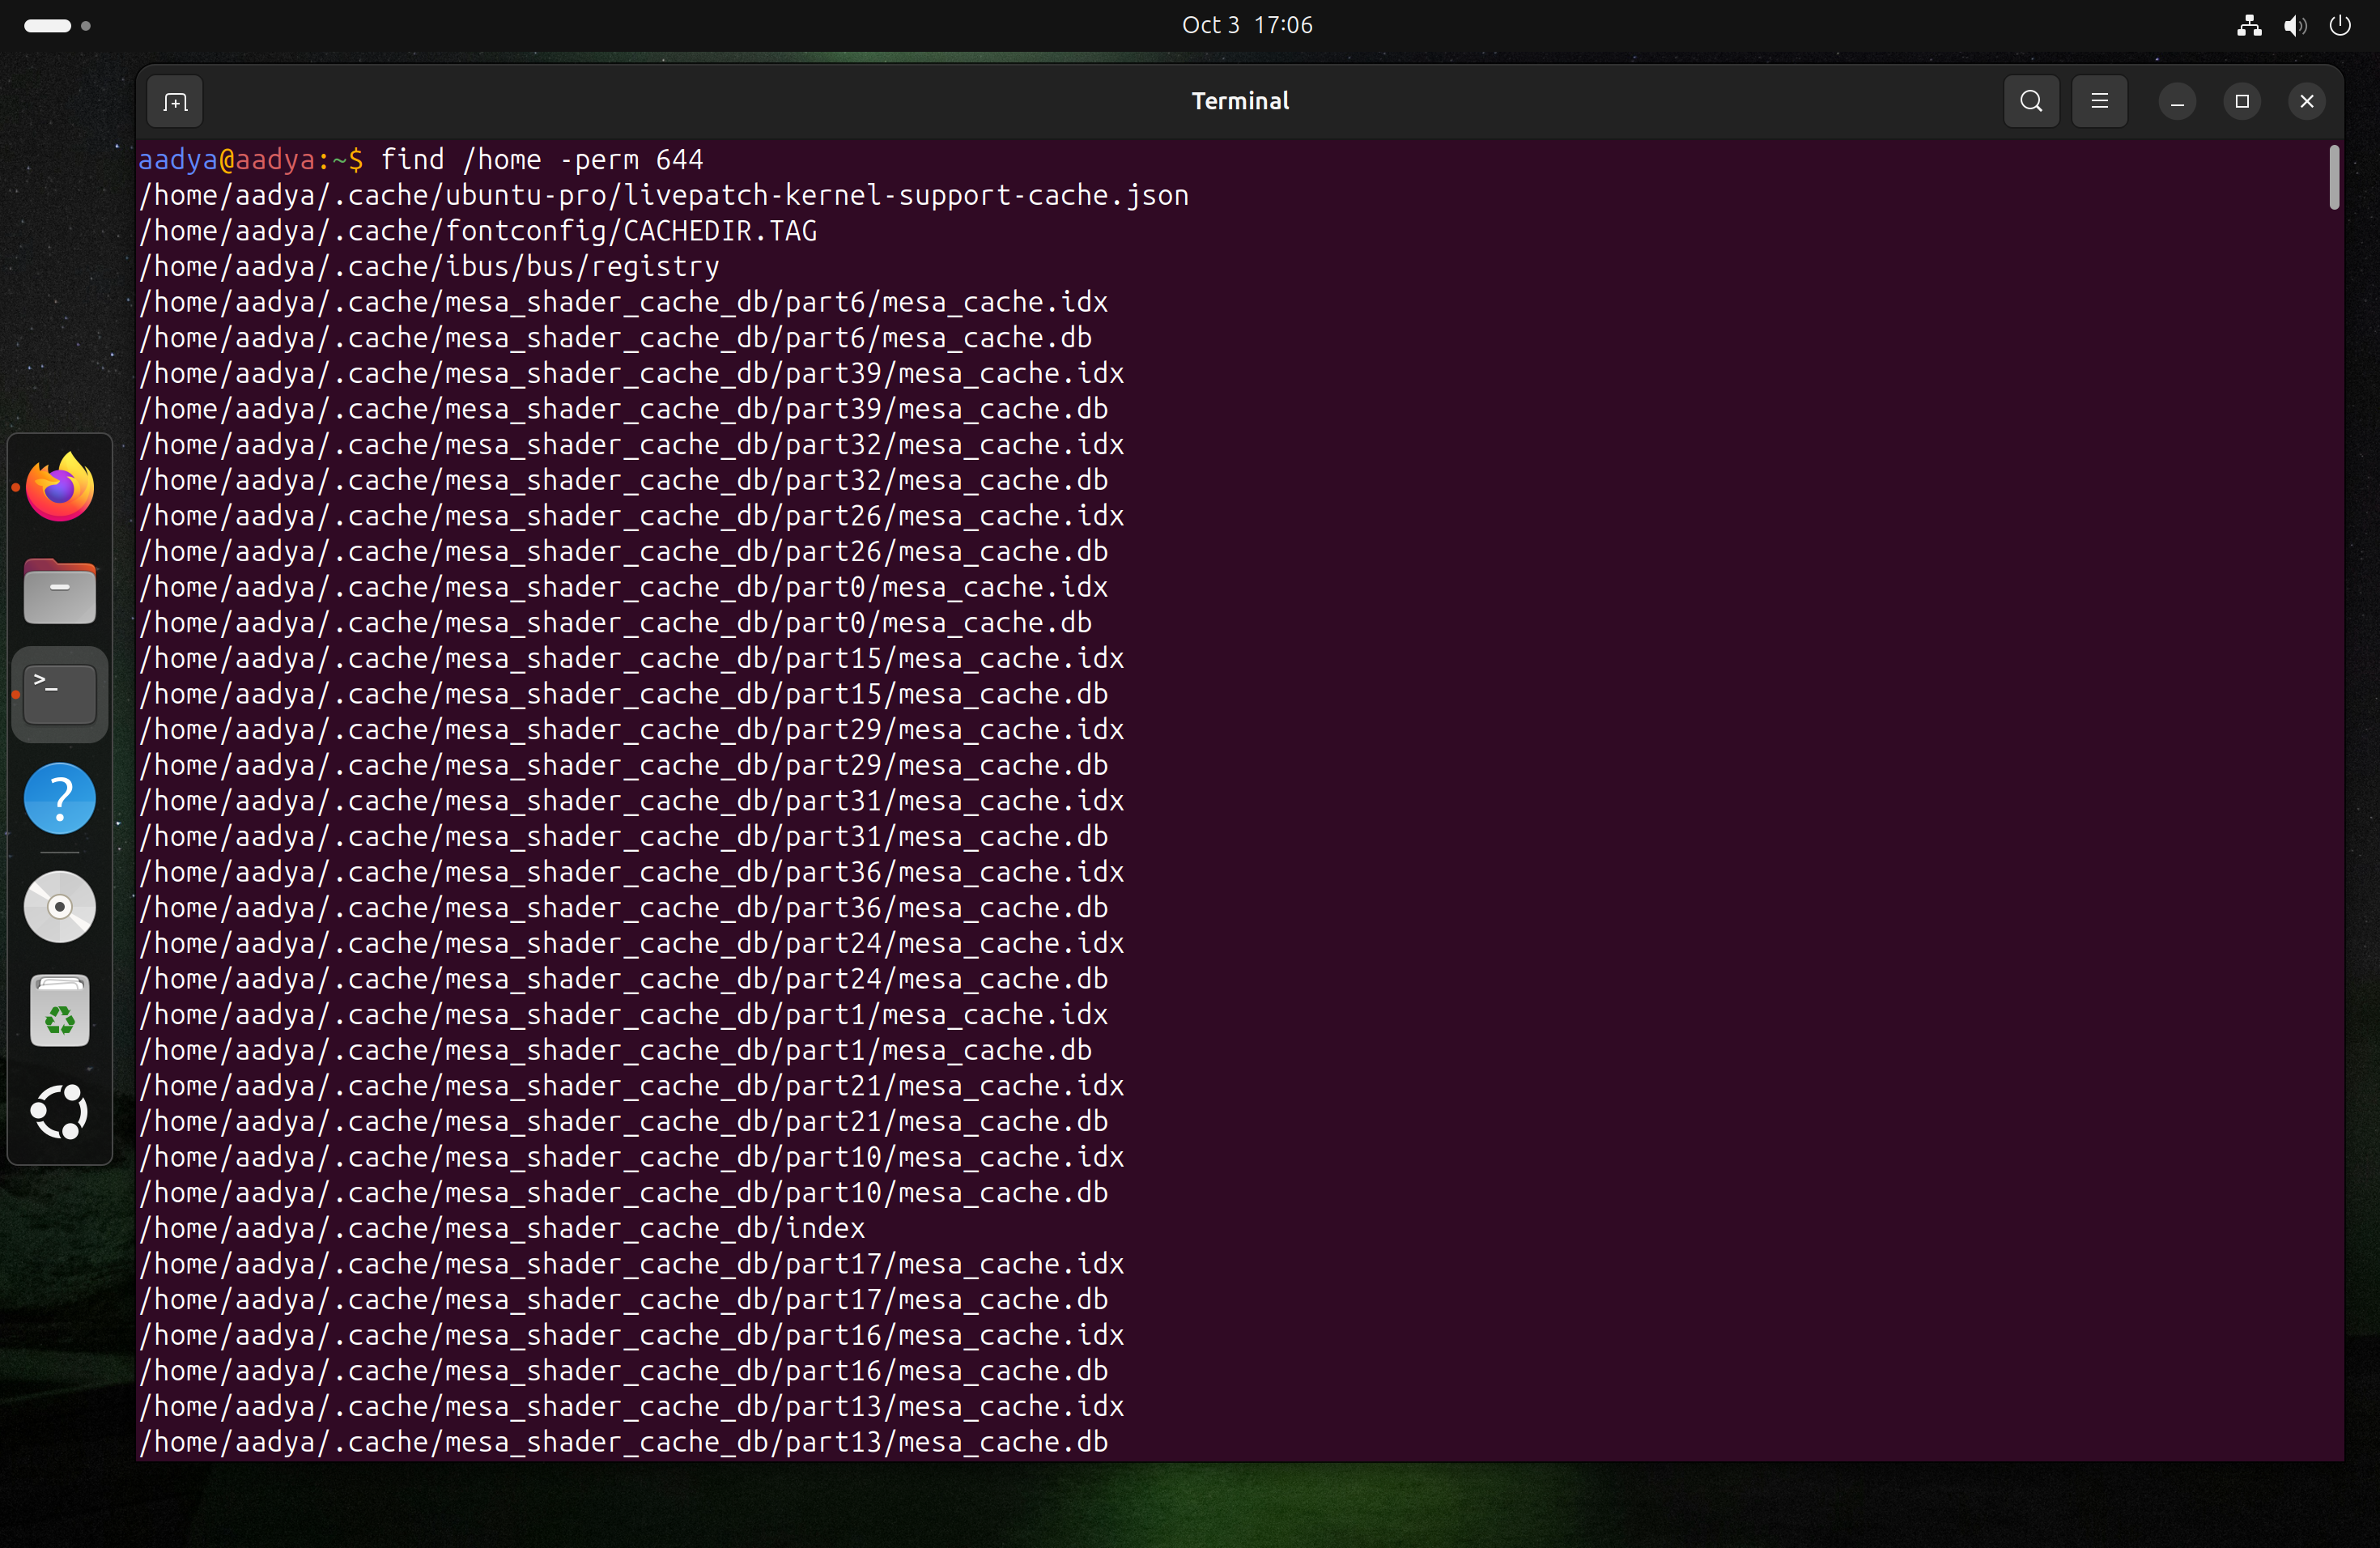 Oct 3 17:06
Terminal
aadya@aadya:~$ find /home -perm 644
/home/aadya/.cache/ubuntu-pro/livepatch-kernel-support-cache.json
/home/aadya/.cache/fontconfig/CACHEDIR.TAG
/home/aadya/.cache/ibus/bus/registry
/home/aadya/.cache/mesa_shader_cache_db/part6/mesa_cache.idx
/home/aadya/.cache/mesa_shader_cache_db/part6/mesa_cache.db
/home/aadya/.cache/mesa_shader_cache_db/part39/mesa_cache.idx
/home/aadya/.cache/mesa_shader_cache_db/part39/mesa_cache.db
/home/aadya/.cache/mesa_shader_cache_db/part32/mesa_cache.idx
/home/aadya/.cache/mesa_shader_cache_db/part32/mesa_cache.db
/home/aadya/.cache/mesa_shader_cache_db/part26/mesa_cache.idx
/home/aadya/.cache/mesa_shader_cache_db/part26/mesa_cache.db
/home/aadya/.cache/mesa_shader_cache_db/part0/mesa_cache.idx
/home/aadya/.cache/mesa_shader_cache_db/part0/mesa_cache.db
/home/aadya/.cache/mesa_shader_cache_db/part15/mesa_cache.idx
/home/aadya/.cache/mesa_shader_cache_db/part15/mesa_cache.db
/home/aadya/.cache/mesa_shader_cache_db/part29/mesa_cache.idx
/home/aadya/.cache/mesa_shader_cache_db/part29/mesa_cache.db
/home/aadya/.cache/mesa_shader_cache_db/part31/mesa_cache.idx
/home/aadya/.cache/mesa_shader_cache_db/part31/mesa_cache.db
/home/aadya/.cache/mesa_shader_cache_db/part36/mesa_cache.idx
/home/aadya/.cache/mesa_shader_cache_db/part36/mesa_cache.db
/home/aadya/.cache/mesa_shader_cache_db/part24/mesa_cache.idx
/home/aadya/.cache/mesa_shader_cache_db/part24/mesa_cache.db
/home/aadya/.cache/mesa_shader_cache_db/part1/mesa_cache.idx
/home/aadya/.cache/mesa_shader_cache_db/part1/mesa_cache.db
/home/aadya/.cache/mesa_shader_cache_db/part21/mesa_cache.idx
/home/aadya/.cache/mesa_shader_cache_db/part21/mesa_cache.db
/home/aadya/.cache/mesa_shader_cache_db/part10/mesa_cache.idx
/home/aadya/.cache/mesa_shader_cache_db/part10/mesa_cache.db
/home/aadya/.cache/mesa_shader_cache_db/index
/home/aadya/.cache/mesa_shader_cache_db/part17/mesa_cache.idx
/home/aadya/.cache/mesa_shader_cache_db/part17/mesa_cache.db
/home/aadya/.cache/mesa_shader_cache_db/part16/mesa_cache.idx
/home/aadya/.cache/mesa_shader_cache_db/part16/mesa_cache.db
/home/aadya/.cache/mesa_shader_cache_db/part13/mesa_cache.idx
/home/aadya/.cache/mesa_shader_cache_db/part13/mesa_cache.db